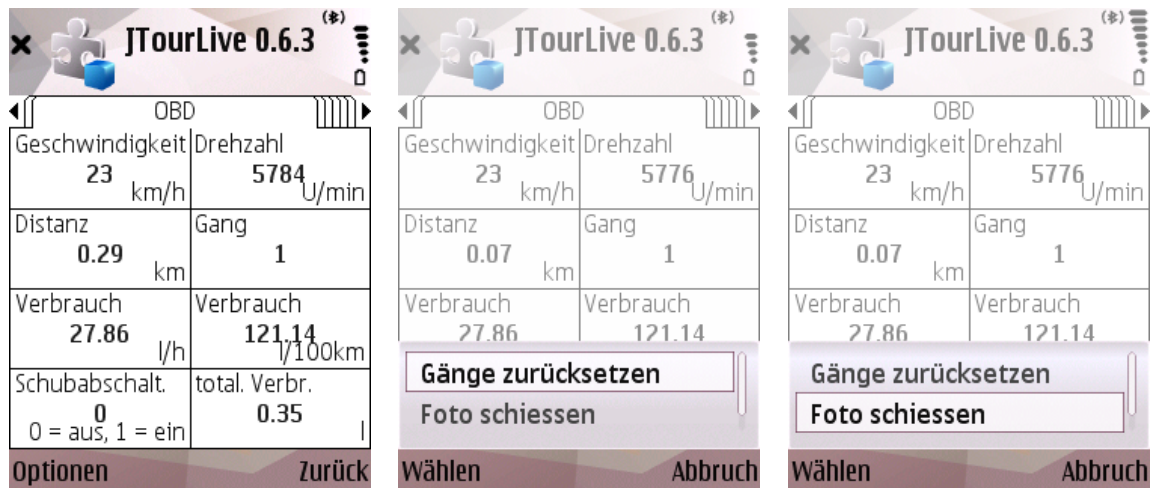 JTourLive 0.6.3
OBD
Geschwindigkeit Drehzahl
23 km/h 5784 U/min
Distanz Gang
0.29 km 1
Verbrauch Verbrauch
27.86 l/h 121.14 l/100km
Schubabschalt. total. Verbr.
0 0.35
0 = aus, 1 = ein l
Optionen Zurück
JTourLive 0.6.3
OBD
Geschwindigkeit Drehzahl
23 km/h 5776 U/min
Distanz Gang
0.07 km 1
Verbrauch Verbrauch
27.86 121.14
Gänge zurücksetzen
Foto schiessen
Wählen Abbruch
JTourLive 0.6.3
OBD
Geschwindigkeit Drehzahl
23 km/h 5776 U/min
Distanz Gang
0.07 km 1
Verbrauch Verbrauch
27.86 121.14
Gänge zurücksetzen
Foto schiessen
Wählen Abbruch